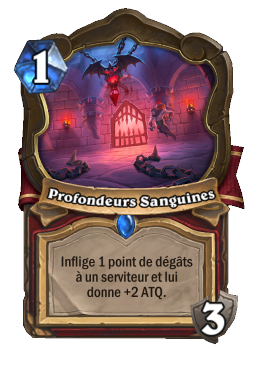 1
Profondeurs Sanguines
Inflige 1 point de dégâts
à un serviteur et lui
donne +2 ATQ.
3